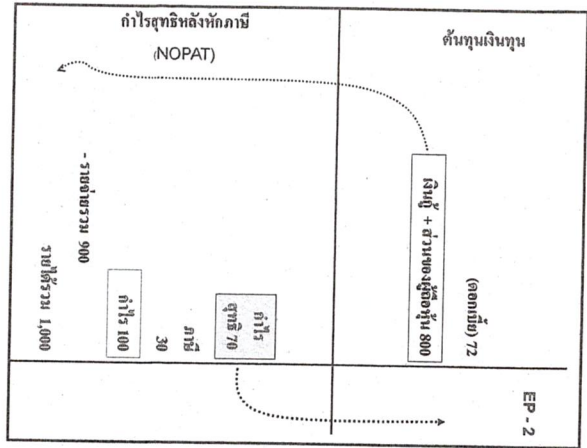 กำไรสุทธิหลังหักภาษี
(NOPAT)
ต้นทุนเงินทุน
รายได้รวม 1,000
- รายจ่ายรวม 900
กำไร 100
ภาษี
30
กำไร
สุทธิ 70
เงินกู้ + ส่วนของผู้ถือหุ้น 800
(ดอกเบี้ย) 72
EP - 2